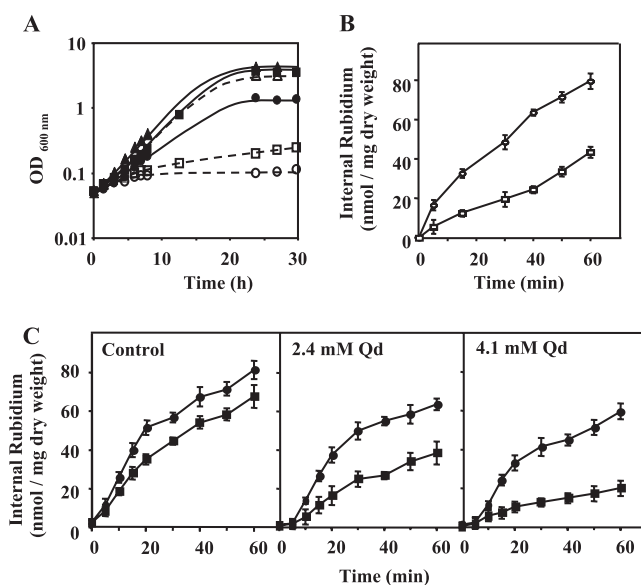 A
B
OD 600 nm
10
1
0.1
0.01
0
10
20
30
Time (h)
Internal Rubidium
(nmol / mg dry weight)
80
60
40
20
0
0
20
40
60
Time (min)
C
Control
2.4 mM Qd
4.1 mM Qd
Internal Rubidium
(nmol / mg dry weight)
80
60
40
20
0
0
20
40
60
0
20
40
60
0
20
40
60
Time (min)